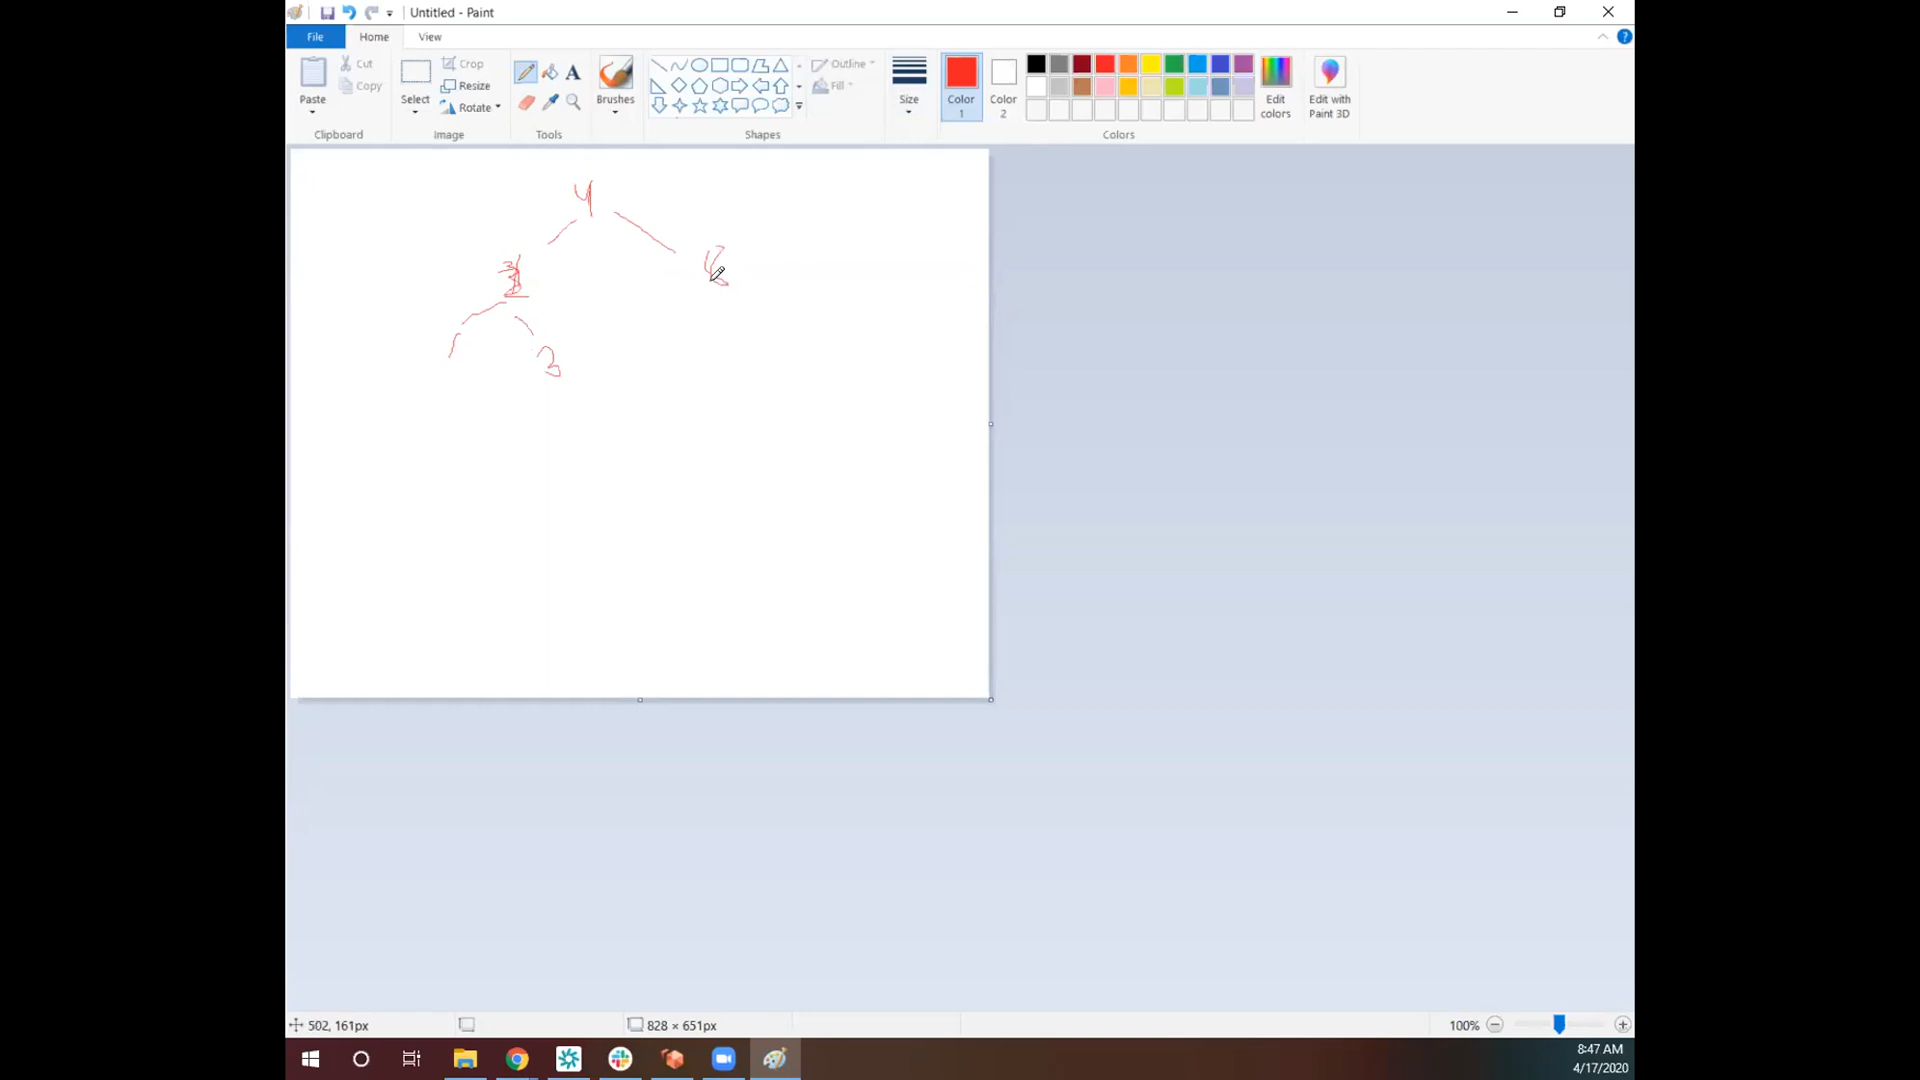 Untitled - Paint
File Home View
Paste
Cut
Copy
Clipboard
Select
Crop
Resize
Rotate
Image
Tools
Brushes
Outline
Fill
Shapes
Size
Color 1
Color 2
Edit colors
Edit with Paint 3D
Colors
4
3
502, 161px
828 × 651px
100%
8:47 AM
4/17/2020